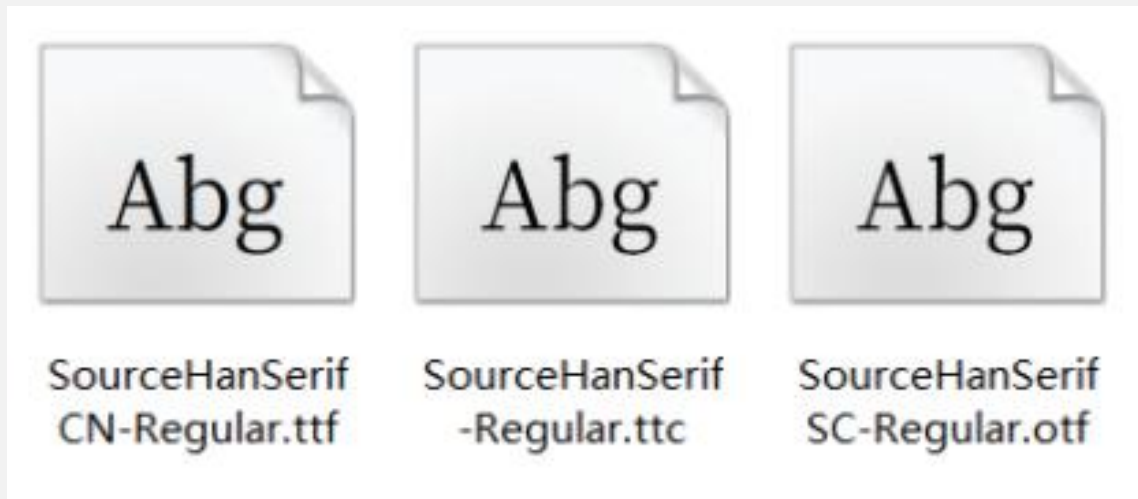 Abg
Abg
Abg
SourceHanSerif
CN-Regular.ttf
SourceHanSerif
-Regular.ttc
SourceHanSerif
SC-Regular.otf